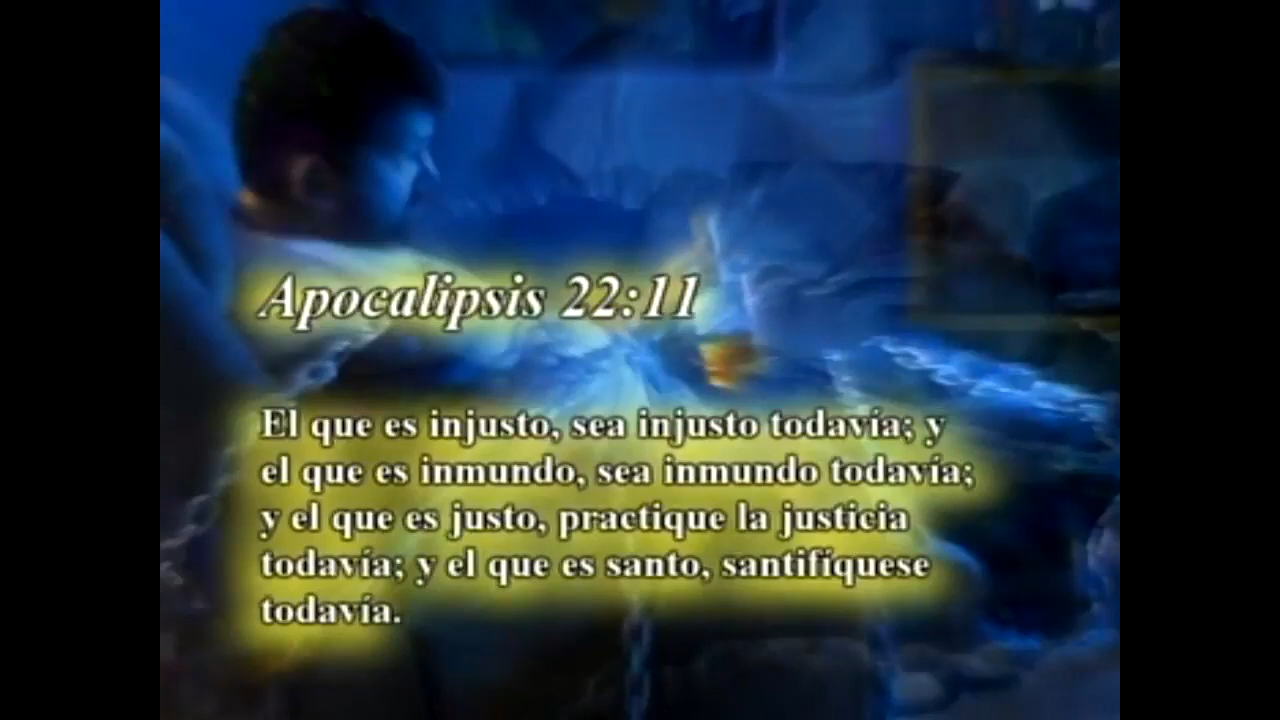 Apocalipsis 22:11
El que es injusto, sea injusto todavía; y
el que es inmundo, sea inmundo todavía;
y el que es justo, practique la justicia
todavía; y el que es santo, santifíquese
todavía.